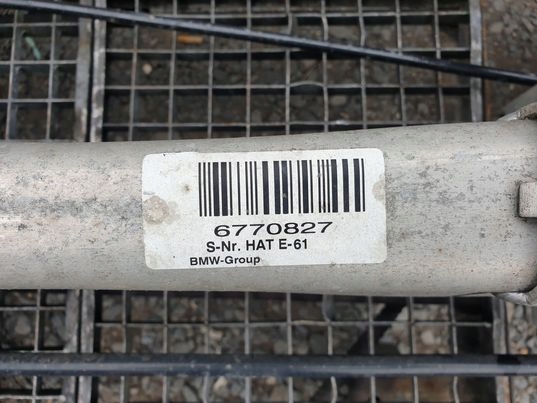 6770827
S-Nr. HAT E-61
BMW-Group